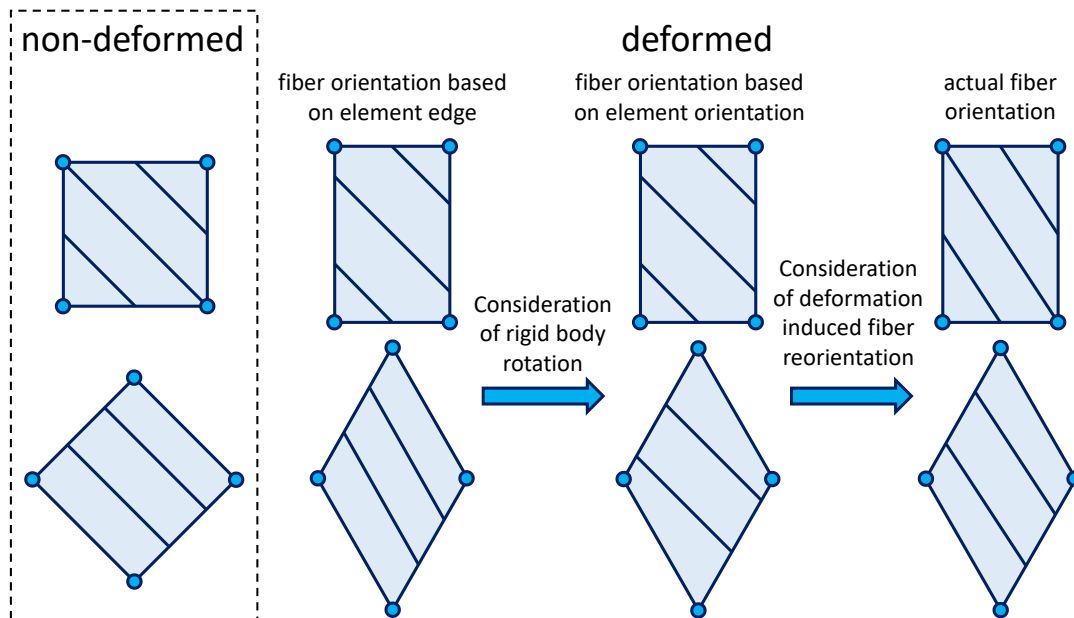 non-deformed
deformed
fiber orientation based
on element edge
fiber orientation based
on element orientation
actual fiber
orientation
Consideration
of rigid body
rotation
Consideration
of deformation
induced fiber
reorientation